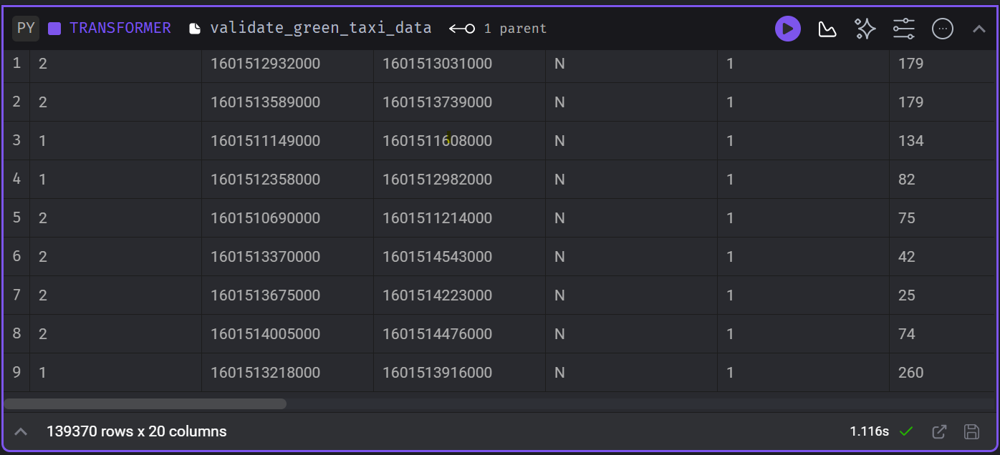 PY TRANSFORMER validate_green_taxi_data 1 parent
1 2 1601512932000 1601513031000 N 1 179
2 2 1601513589000 1601513739000 N 1 179
3 1 1601511149000 1601511608000 N 1 134
4 1 1601512358000 1601512982000 N 1 82
5 2 1601510690000 1601511214000 N 1 75
6 2 1601513370000 1601514543000 N 1 42
7 2 1601513675000 1601514223000 N 1 25
8 2 1601514005000 1601514476000 N 1 74
9 1 1601513218000 1601513916000 N 1 260
139370 rows x 20 columns 1.116s